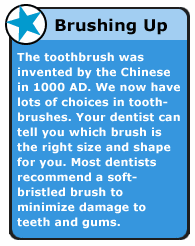 Brushing Up
The toothbrush was
invented by the Chinese
in 1000 AD. We now have
lots of choices in tooth-
brushes. Your dentist can
tell you which brush is
the right size and shape
for you. Most dentists
recommend a soft-
bristled brush to
minimize damage to
teeth and gums.